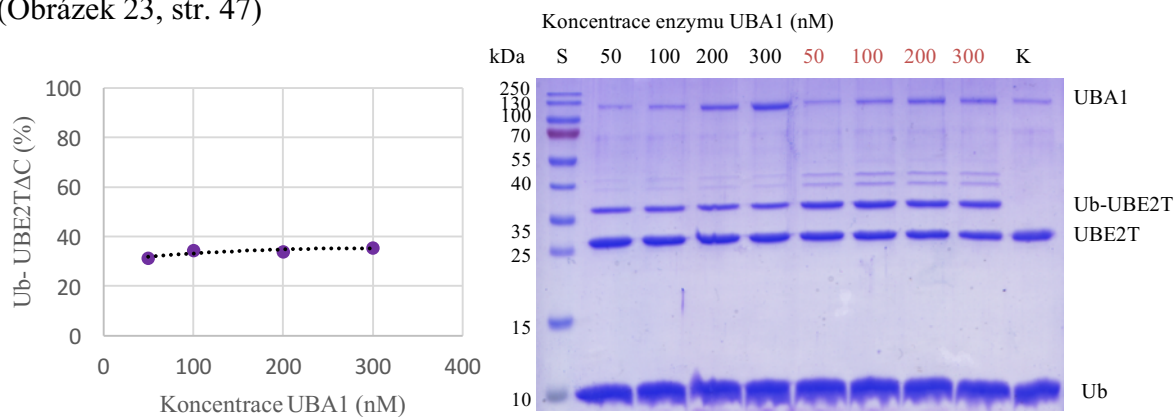 (Obrázek 23, str. 47)
Ub- UBE2TΔC (%)
100
80
60
40
20
0
0 100 200 300 400
Koncentrace UBA1 (nM)
Koncentrace enzymu UBA1 (nM)
kDa S 50 100 200 300 50 100 200 300 K
250
130
100
70
55
40
35
25
15
10
UBA1
Ub-UBE2T
UBE2T
Ub